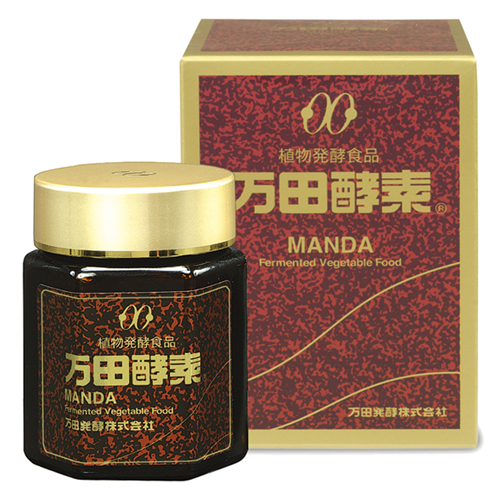 植物発酵食品
万田酵素®
MANDA
Fermented Vegetable Food
万田発酵株式会社
植物発酵食品
万田酵素
MANDA
Fermented Vegetable Food
万田発酵株式会社